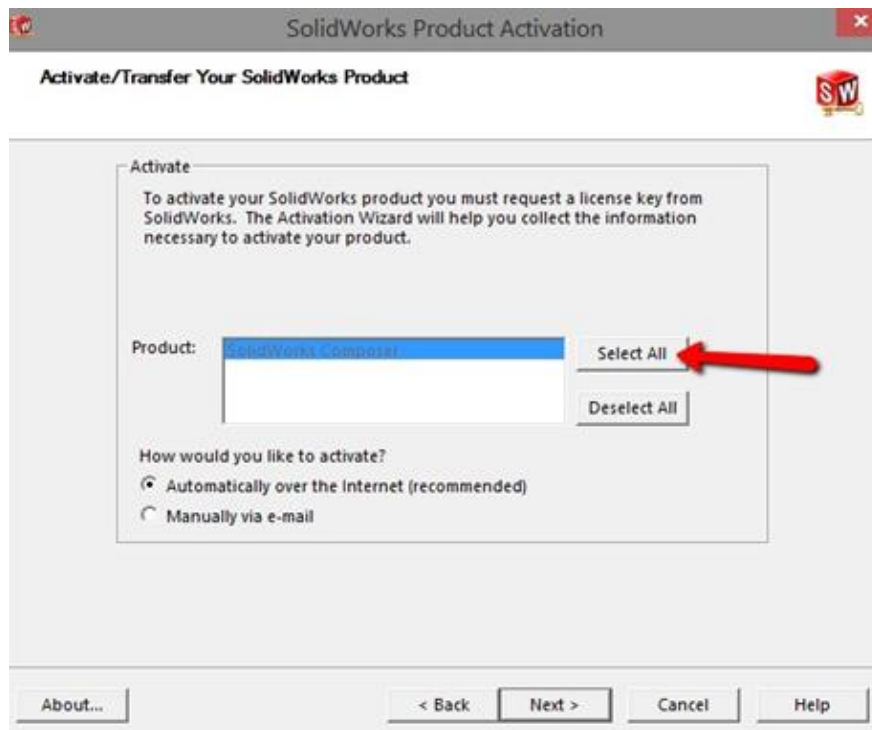 SolidWorks Product Activation
Activate/Transfer Your SolidWorks Product
SW
Activate
To activate your SolidWorks product you must request a license key from
SolidWorks. The Activation Wizard will help you collect the information
necessary to activate your product.
Product:
SolidWorks Composer
Select All
Deselect All
How would you like to activate?
Automatically over the Internet (recommended)
Manually via e-mail
About...
< Back
Next >
Cancel
Help